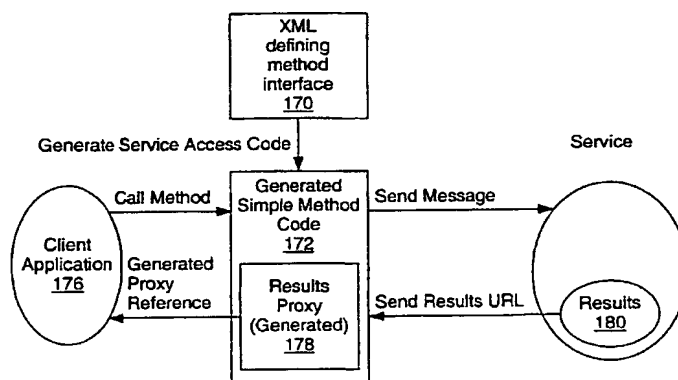 XML
defining
method
interface
170
Generate Service Access Code
Service
Call Method
Generated
Simple Method
Code
172
Send Message
Client
Application
176
Generated
Proxy
Reference
Results
Proxy
(Generated)
178
Send Results URL
Results
180